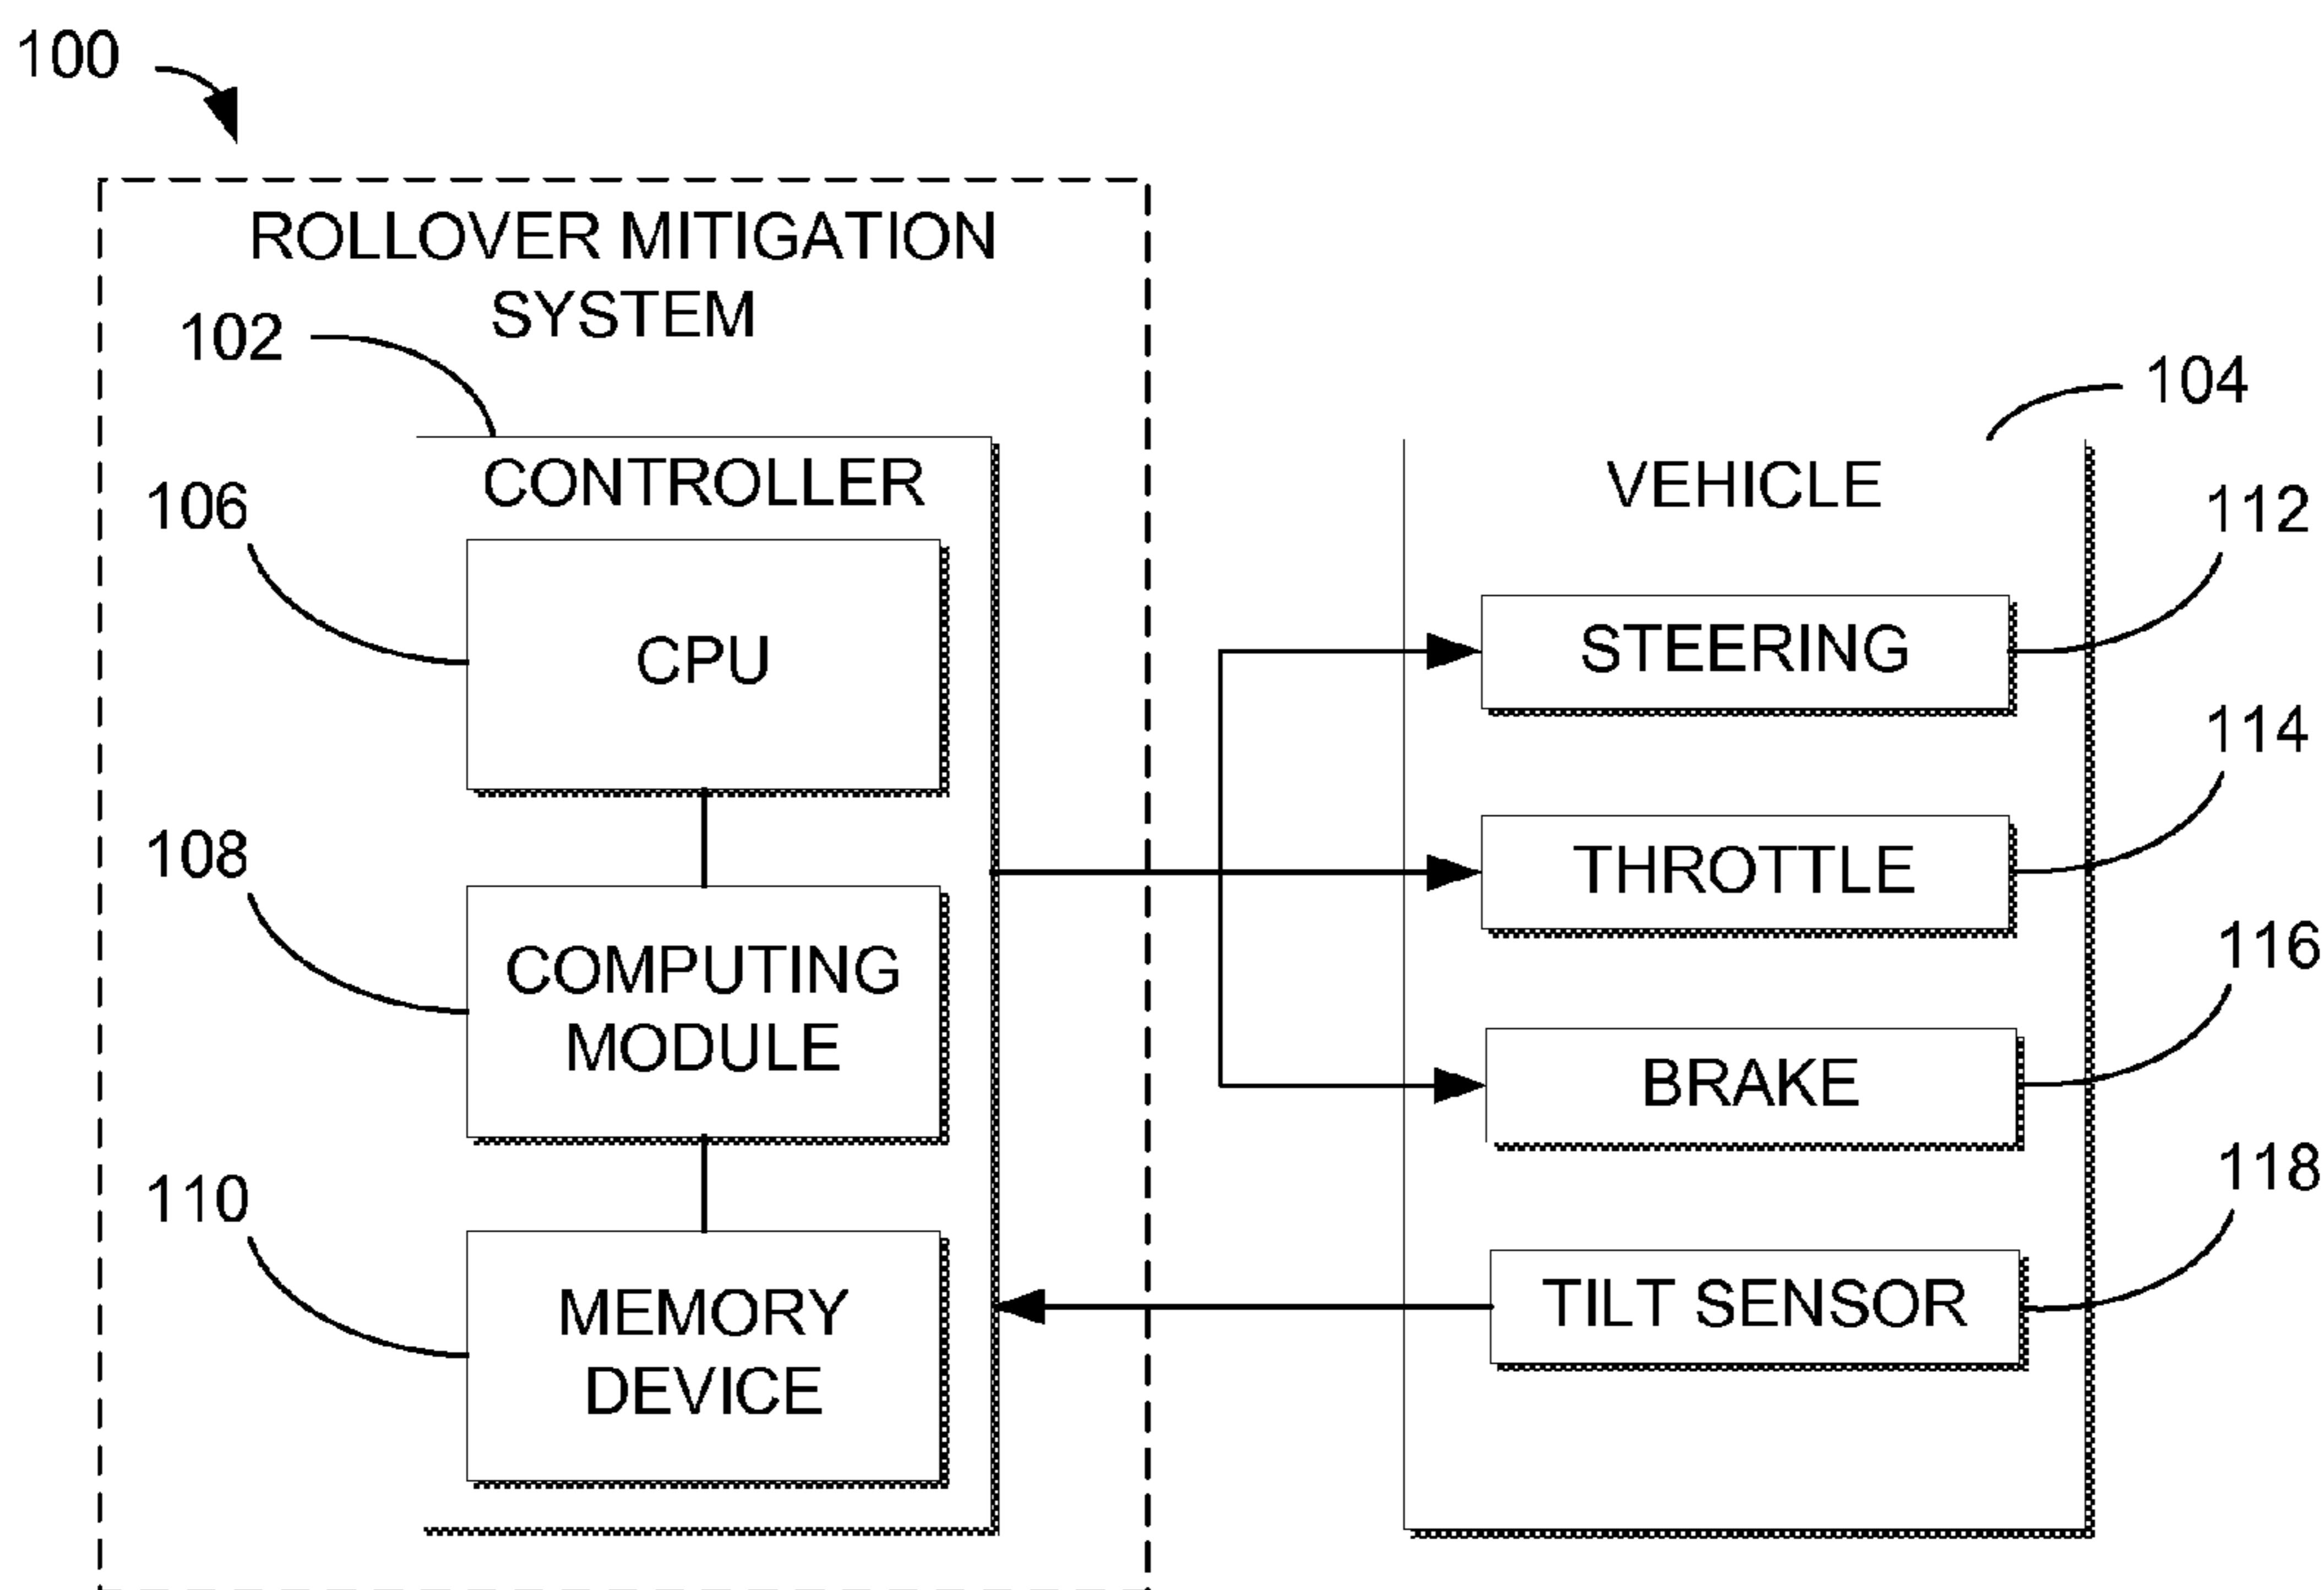 100
ROLLOVER MITIGATION
SYSTEM
102
104
CONTROLLER
VEHICLE
106
112
CPU
STEERING
114
108
THROTTLE
COMPUTING
MODULE
116
BRAKE
110
118
MEMORY
DEVICE
TILT SENSOR